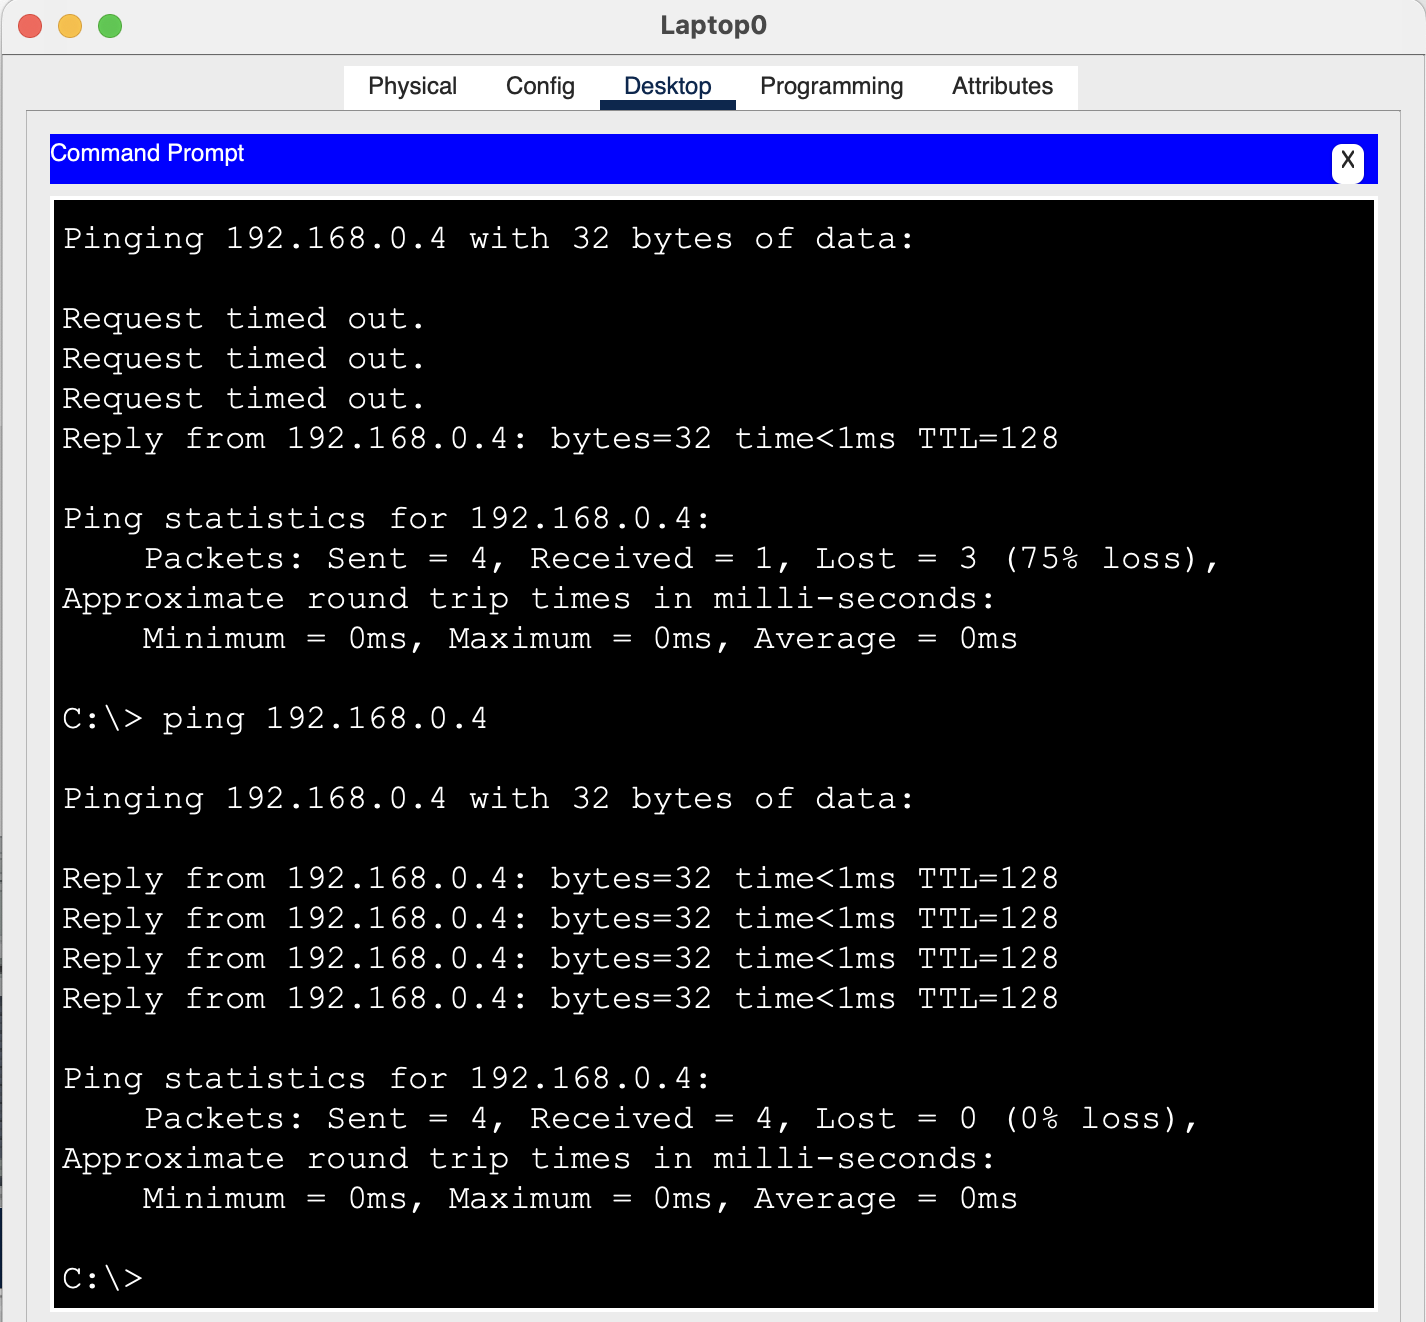 Laptop0
Physical Config Desktop Programming Attributes
Command Prompt
X
Pinging 192.168.0.4 with 32 bytes of data:
Request timed out.
Request timed out.
Request timed out.
Reply from 192.168.0.4: bytes=32 time<1ms TTL=128
Ping statistics for 192.168.0.4:
    Packets: Sent = 4, Received = 1, Lost = 3 (75% loss),
Approximate round trip times in milli-seconds:
    Minimum = 0ms, Maximum = 0ms, Average = 0ms
C:\> ping 192.168.0.4
Pinging 192.168.0.4 with 32 bytes of data:
Reply from 192.168.0.4: bytes=32 time<1ms TTL=128
Reply from 192.168.0.4: bytes=32 time<1ms TTL=128
Reply from 192.168.0.4: bytes=32 time<1ms TTL=128
Reply from 192.168.0.4: bytes=32 time<1ms TTL=128
Ping statistics for 192.168.0.4:
    Packets: Sent = 4, Received = 4, Lost = 0 (0% loss),
Approximate round trip times in milli-seconds:
    Minimum = 0ms, Maximum = 0ms, Average = 0ms
C:\>